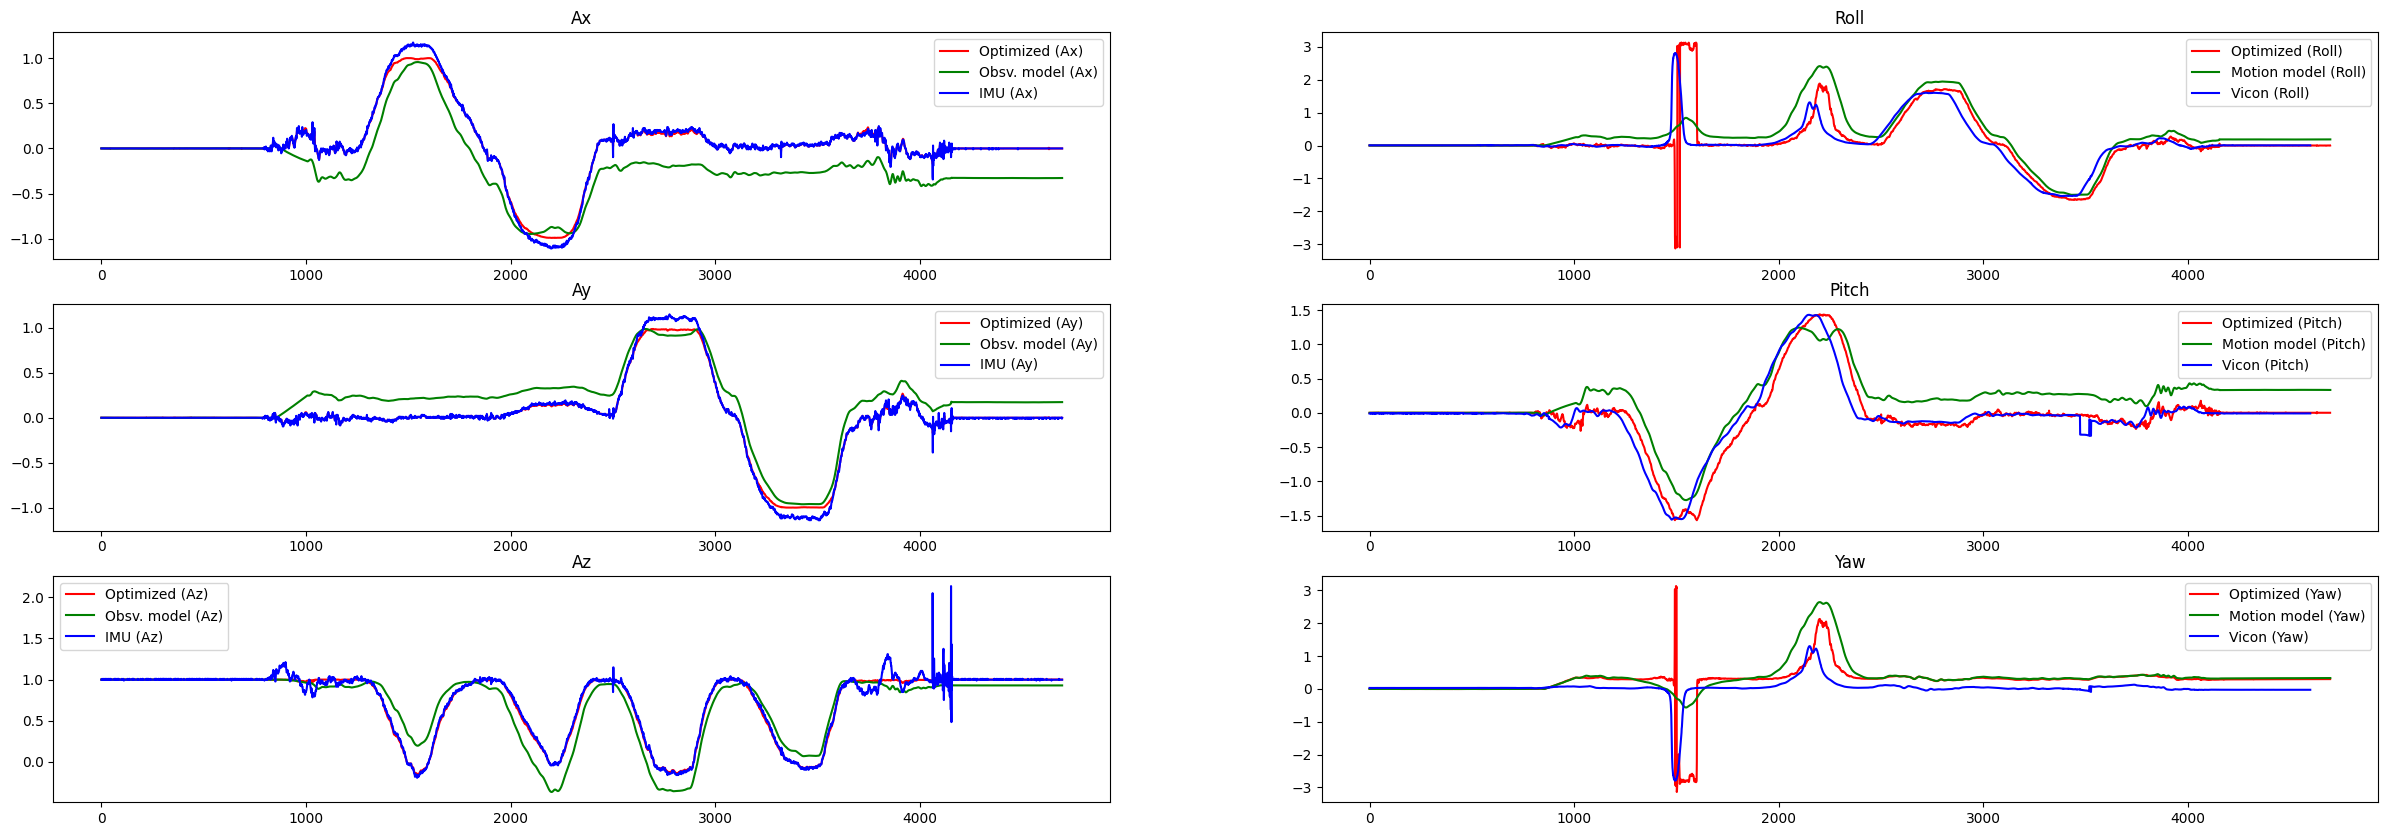 Ax
1.0
0.5
0.0
−0.5
−1.0
0 1000 2000 3000 4000
Optimized (Ax)
Obsv. model (Ax)
IMU (Ax)
Roll
3
2
1
0
−1
−2
−3
0 1000 2000 3000 4000
Optimized (Roll)
Motion model (Roll)
Vicon (Roll)
Ay
1.0
0.5
0.0
−0.5
−1.0
0 1000 2000 3000 4000
Optimized (Ay)
Obsv. model (Ay)
IMU (Ay)
Pitch
1.5
1.0
0.5
0.0
−0.5
−1.0
−1.5
0 1000 2000 3000 4000
Optimized (Pitch)
Motion model (Pitch)
Vicon (Pitch)
Az
2.0
1.5
1.0
0.5
0.0
0 1000 2000 3000 4000
Optimized (Az)
Obsv. model (Az)
IMU (Az)
Yaw
3
2
1
0
−1
−2
−3
0 1000 2000 3000 4000
Optimized (Yaw)
Motion model (Yaw)
Vicon (Yaw)